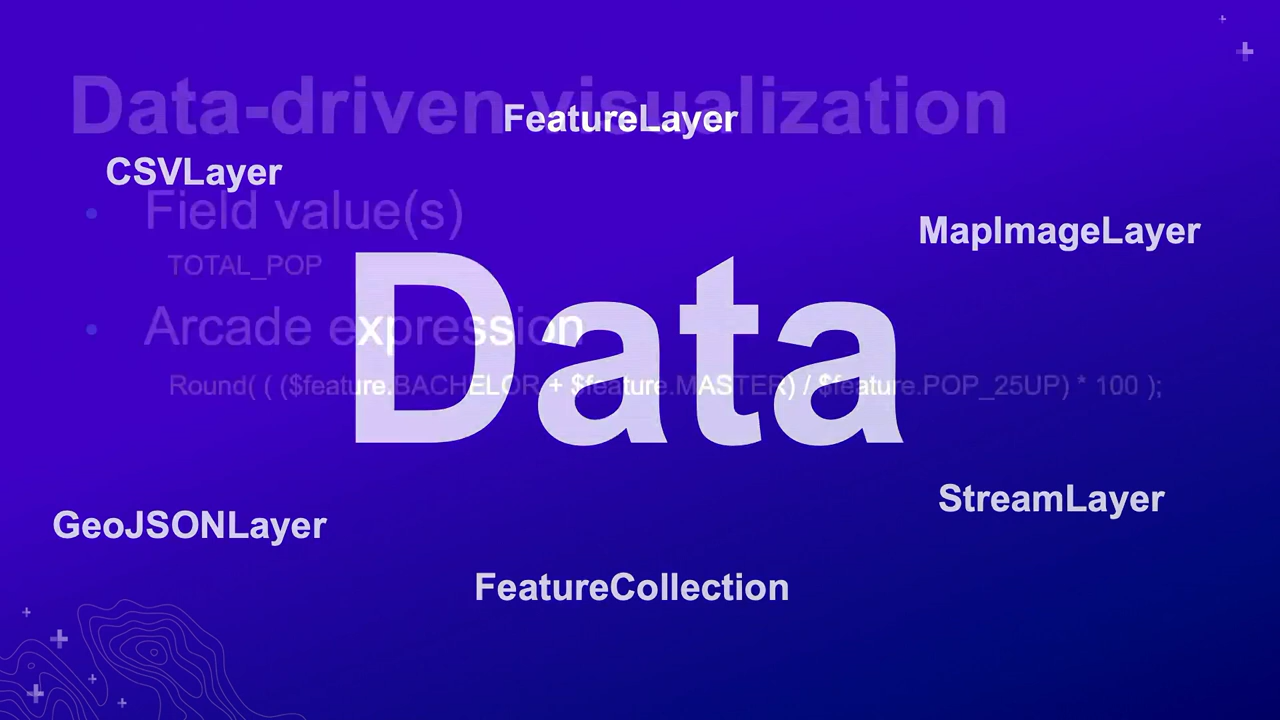 Data-driven visualization
FeatureLayer
CSVLayer
• Field value(s)
MapImageLayer
TOTAL_POP
Data
• Arcade expression
Round( ( ($feature.BACHELOR + $feature.MASTER) / $feature.POP_25UP) * 100 );
StreamLayer
GeoJSONLayer
FeatureCollection